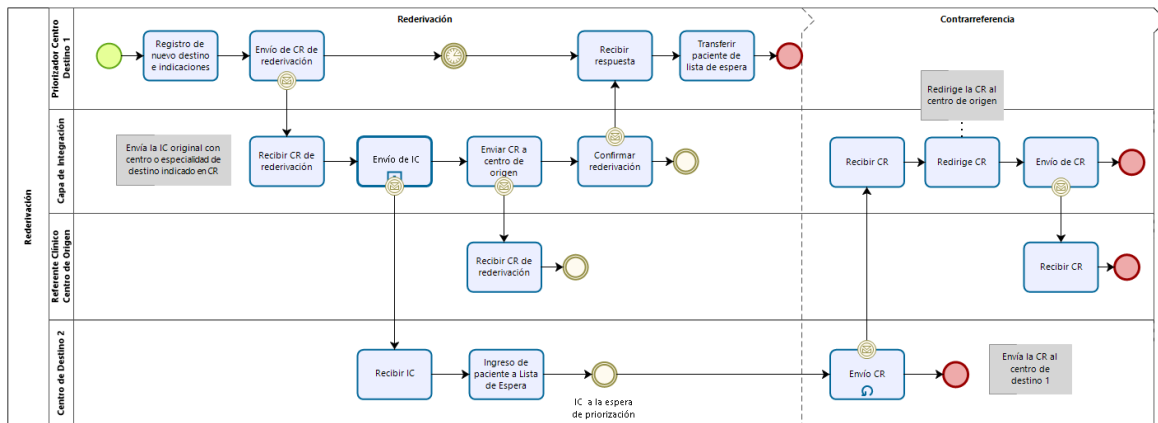 Rederivación
Contrarreferencia
Rederivación
Priorizador Centro
Destino 1
Registro de
nuevo destino
e indicaciones
Envío de CR de
rederivación
Recibir
respuesta
Transferir
paciente de
lista de espera
Redirige la CR al
centro de origen
Capa de Integración
Envía la IC original con
centro o especialidad de
destino indicado en CR
Recibir CR de
rederivación
Envío de IC
Enviar CR a
centro de
origen
Confirmar
rederivación
Recibir CR
Redirige CR
Envío de CR
Referente Clínico
Centro de Origen
Recibir CR de
rederivación
Recibir CR
Centro de Destino 2
Recibir IC
Ingreso de
paciente a Lista
de Espera
IC a la espera
de priorización
Envío CR
Envía la CR al
centro de
destino 1